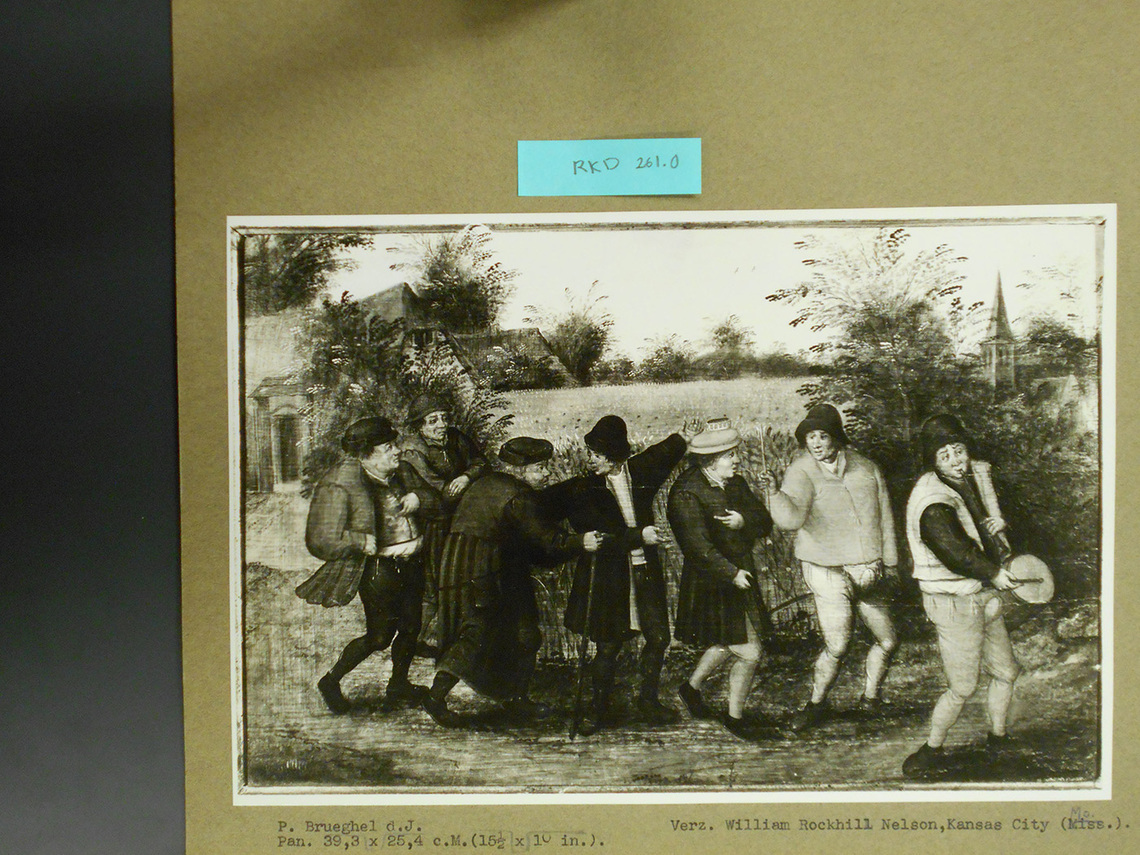 RKD 261.0
P. Brueghel d.J.
Pan. 39,3 x 25,4 c.M.(15½ x 10 in.).
Verz. William Rockhill Nelson,Kansas City (Miss.).
Mo.